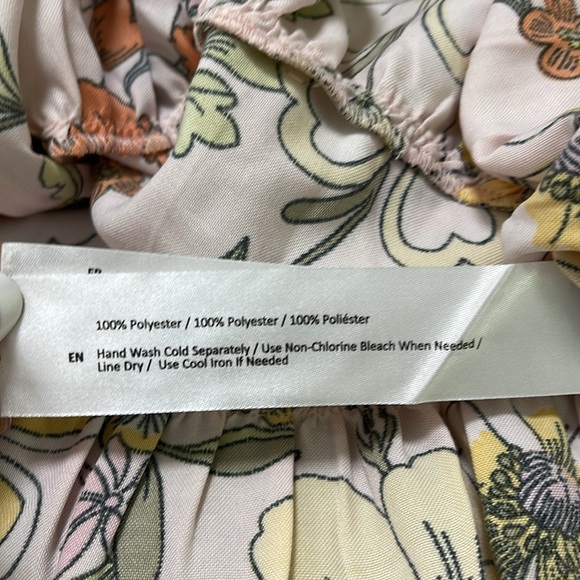 100% Polyester / 100% Polyester / 100% Poliéster
EN Hand Wash Cold Separately / Use Non-Chlorine Bleach When Needed /
Line Dry / Use Cool Iron If Needed